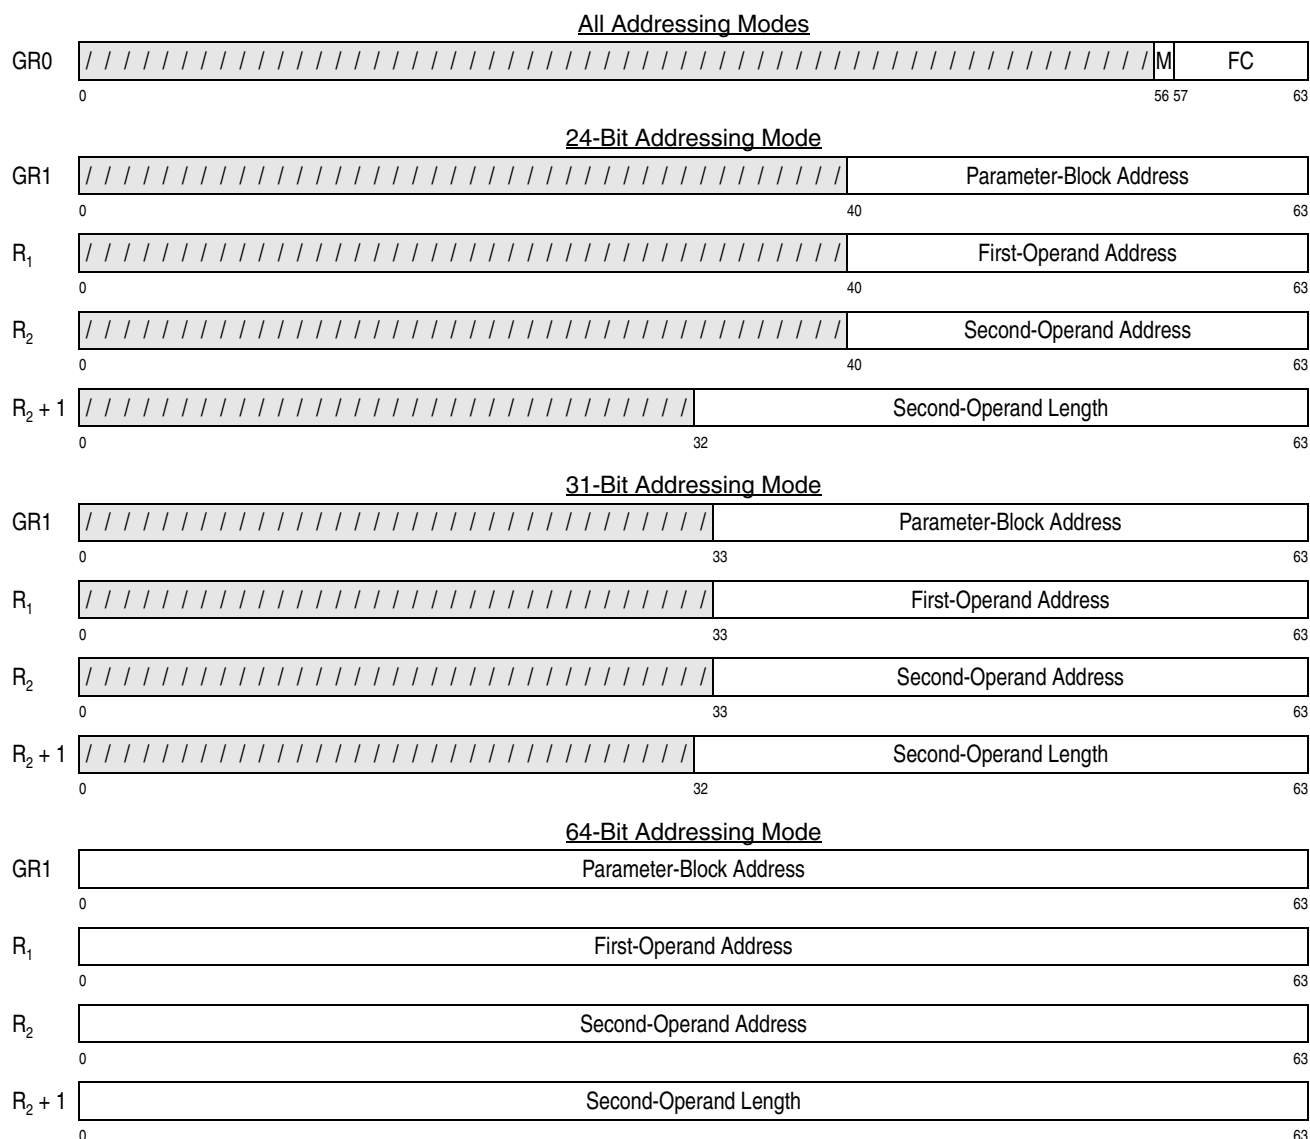 All Addressing Modes
GR0 / / / / / / / / / / / / / / / / / / / / / / / / / / / / / / / / / / / / / / / / / / / / / / / / / / / / / / / / M FC
0 56 57 63
24-Bit Addressing Mode
GR1 / / / / / / / / / / / / / / / / / / / / / / / / / / / / / / / / / / / / / / / / Parameter-Block Address
0 40 63
R₁ / / / / / / / / / / / / / / / / / / / / / / / / / / / / / / / / / / / / / / / / First-Operand Address
0 40 63
R₂ / / / / / / / / / / / / / / / / / / / / / / / / / / / / / / / / / / / / / / / / Second-Operand Address
0 40 63
R₂ + 1 / / / / / / / / / / / / / / / / / / / / / / / / / / / / / / / / Second-Operand Length
0 32 63
31-Bit Addressing Mode
GR1 / / / / / / / / / / / / / / / / / / / / / / / / / / / / / / / / / Parameter-Block Address
0 33 63
R₁ / / / / / / / / / / / / / / / / / / / / / / / / / / / / / / / / / First-Operand Address
0 33 63
R₂ / / / / / / / / / / / / / / / / / / / / / / / / / / / / / / / / / Second-Operand Address
0 33 63
R₂ + 1 / / / / / / / / / / / / / / / / / / / / / / / / / / / / / / / / Second-Operand Length
0 32 63
64-Bit Addressing Mode
GR1 Parameter-Block Address
0 63
R₁ First-Operand Address
0 63
R₂ Second-Operand Address
0 63
R₂ + 1 Second-Operand Length
0 63